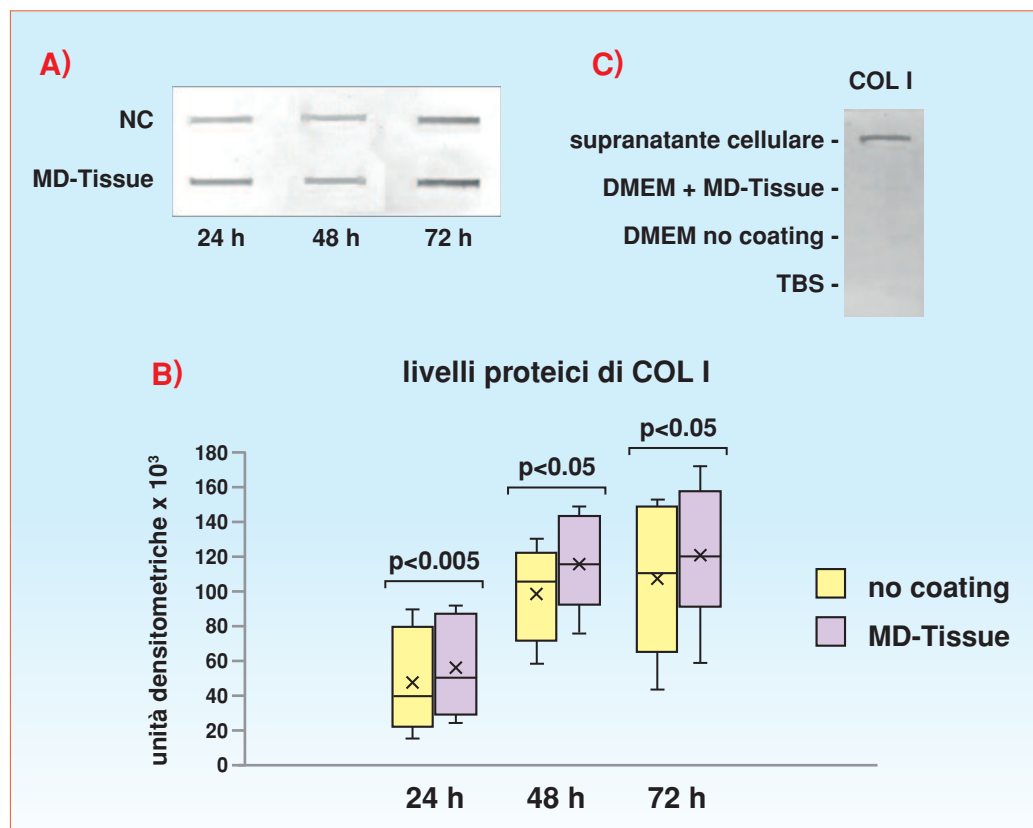 A)
NC
MD-Tissue
24 h 48 h 72 h
C)
COL I
supranatante cellulare -
DMEM + MD-Tissue -
DMEM no coating -
TBS -
B)
livelli proteici di COL I
unità densitometriche x 10³
180
160
140
120
100
80
60
40
20
0
p<0.005
p<0.05
p<0.05
24 h 48 h 72 h
no coating
MD-Tissue